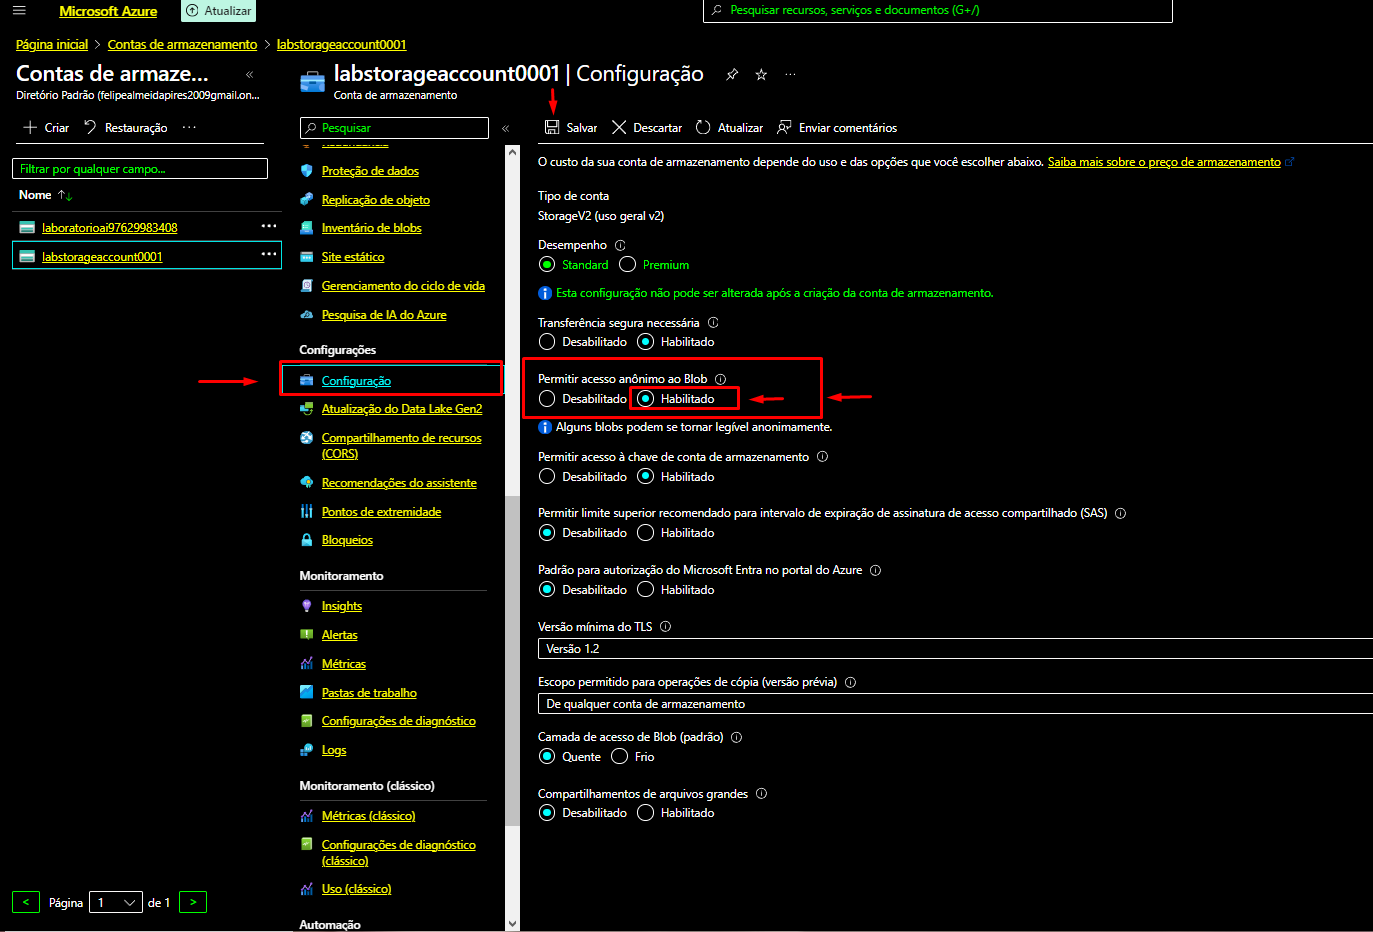 Microsoft Azure
Atualizar
Pesquisar recursos, serviços e documentos (G+/)
Página inicial > Contas de armazenamento > labstorageaccount0001
Contas de armaze...
Diretório Padrão (felipealmeidapires2009gmail.on...
Criar
Restauração
Filtrar por qualquer campo...
Nome
laboratorioai97629983408
labstorageaccount0001
< Página 1 de 1 >
labstorageaccount0001 | Configuração
Conta de armazenamento
Pesquisar
Proteção de dados
Replicação de objeto
Inventário de blobs
Site estático
Gerenciamento do ciclo de vida
Pesquisa de IA do Azure
Configurações
Configuração
Atualização do Data Lake Gen2
Compartilhamento de recursos
(CORS)
Recomendações do assistente
Pontos de extremidade
Bloqueios
Monitoramento
Insights
Alertas
Métricas
Pastas de trabalho
Configurações de diagnóstico
Logs
Monitoramento (clássico)
Métricas (clássico)
Configurações de diagnóstico
(clássico)
Uso (clássico)
Automação
Salvar
Descartar
Atualizar
Enviar comentários
O custo da sua conta de armazenamento depende do uso e das opções que você escolher abaixo. Saiba mais sobre o preço de armazenamento
Tipo de conta
StorageV2 (uso geral v2)
Desempenho
Standard Premium
Esta configuração não pode ser alterada após a criação da conta de armazenamento.
Transferência segura necessária
Desabilitado Habilitado
Permitir acesso anônimo ao Blob
Desabilitado Habilitado
Alguns blobs podem se tornar legível anonimamente.
Permitir acesso à chave de conta de armazenamento
Desabilitado Habilitado
Permitir limite superior recomendado para intervalo de expiração de assinatura de acesso compartilhado (SAS)
Desabilitado Habilitado
Padrão para autorização do Microsoft Entra no portal do Azure
Desabilitado Habilitado
Versão mínima do TLS
Versão 1.2
Escopo permitido para operações de cópia (versão prévia)
De qualquer conta de armazenamento
Camada de acesso de Blob (padrão)
Quente Frio
Compartilhamentos de arquivos grandes
Desabilitado Habilitado